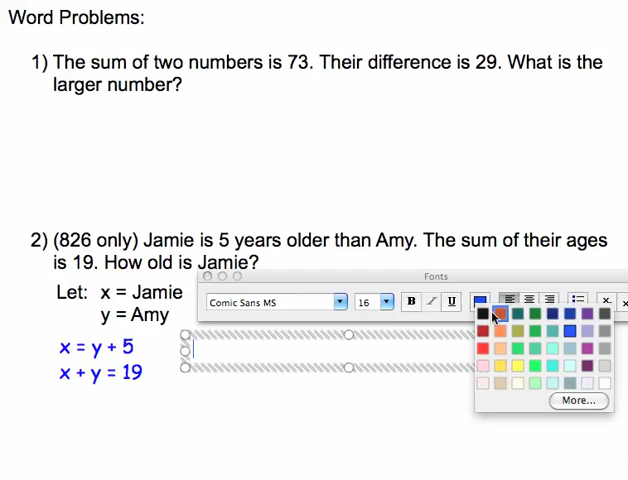 Word Problems:
1) The sum of two numbers is 73. Their difference is 29. What is the
larger number?
2) (826 only) Jamie is 5 years older than Amy. The sum of their ages
is 19. How old is Jamie?
Fonts
Let: x = Jamie
y = Amy
Comic Sans MS 16 B I U x
x = y + 5
x + y = 19
More...